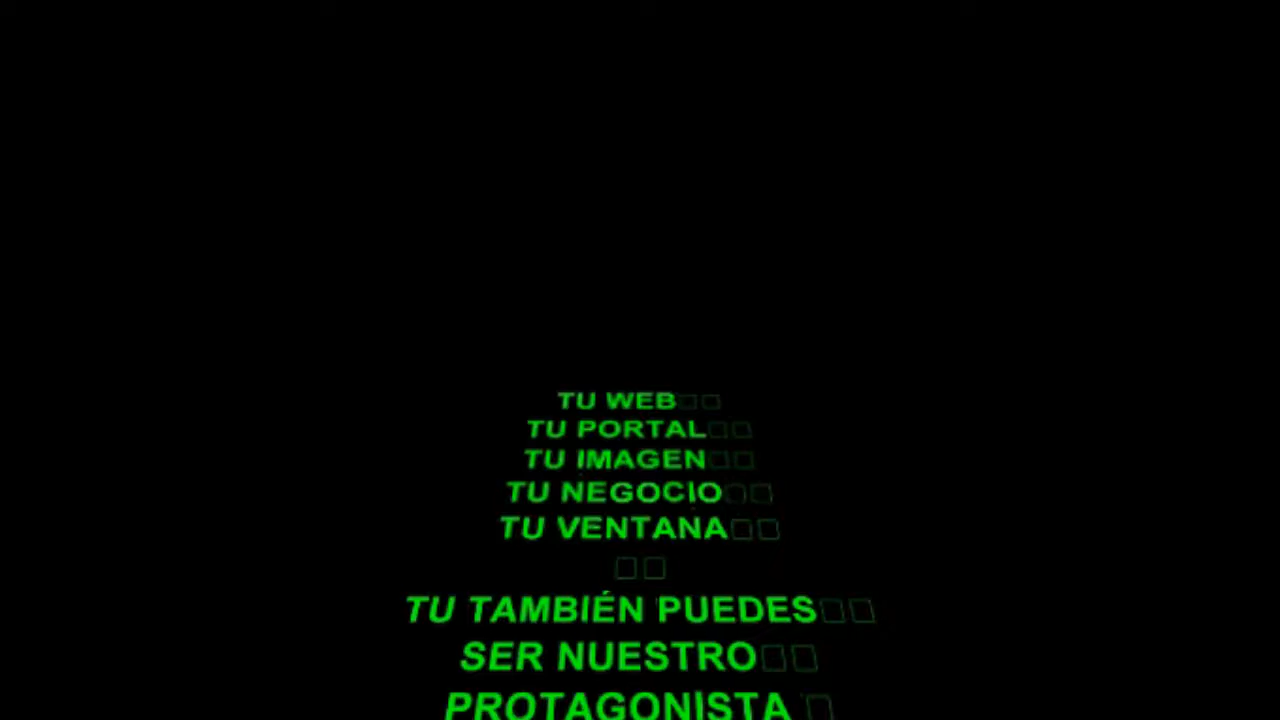 TU WEB
TU PORTAL
TU IMAGEN
TU NEGOCIO
TU VENTANA
TU TAMBIÉN PUEDES
SER NUESTRO
PROTAGONISTA